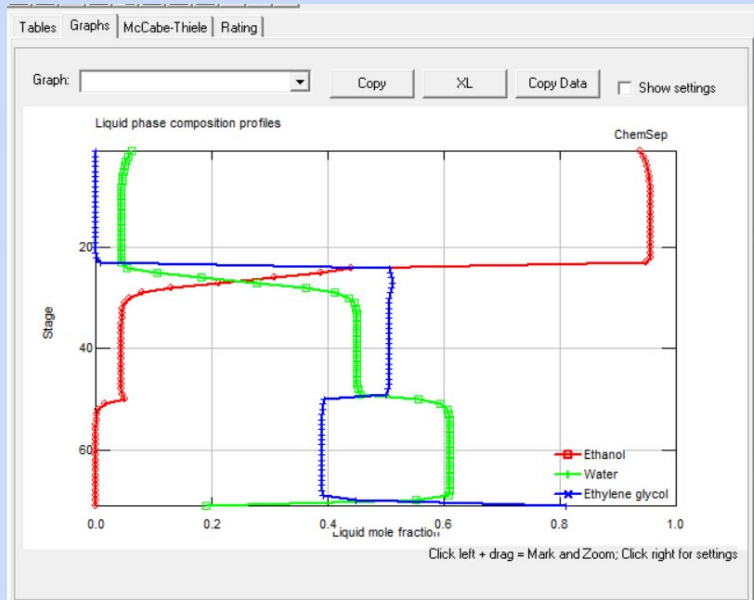 Tables Graphs McCabe-Thiele Rating
Graph: Copy XL Copy Data Show settings
Liquid phase composition profiles
ChemSep
Stage
20
40
60
Ethanol
Water
Ethylene glycol
0.0 0.2 0.4 0.6 0.8 1.0
Liquid mole fraction
Click left + drag = Mark and Zoom; Click right for settings